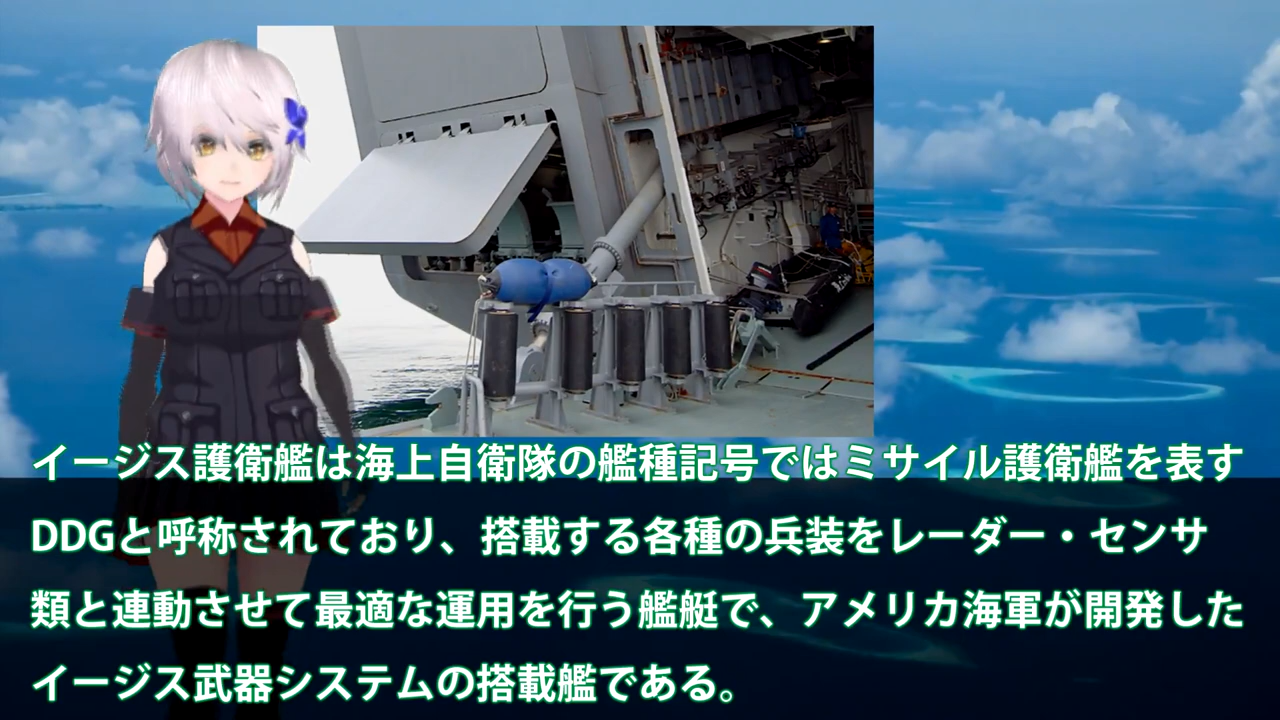 イージス護衛艦は海上自衛隊の艦種記号ではミサイル護衛艦を表す
DDGと呼称されており、搭載する各種の兵装をレーダー・センサ
類と連動させて最適な運用を行う艦艇で、アメリカ海軍が開発した
イージス武器システムの搭載艦である。